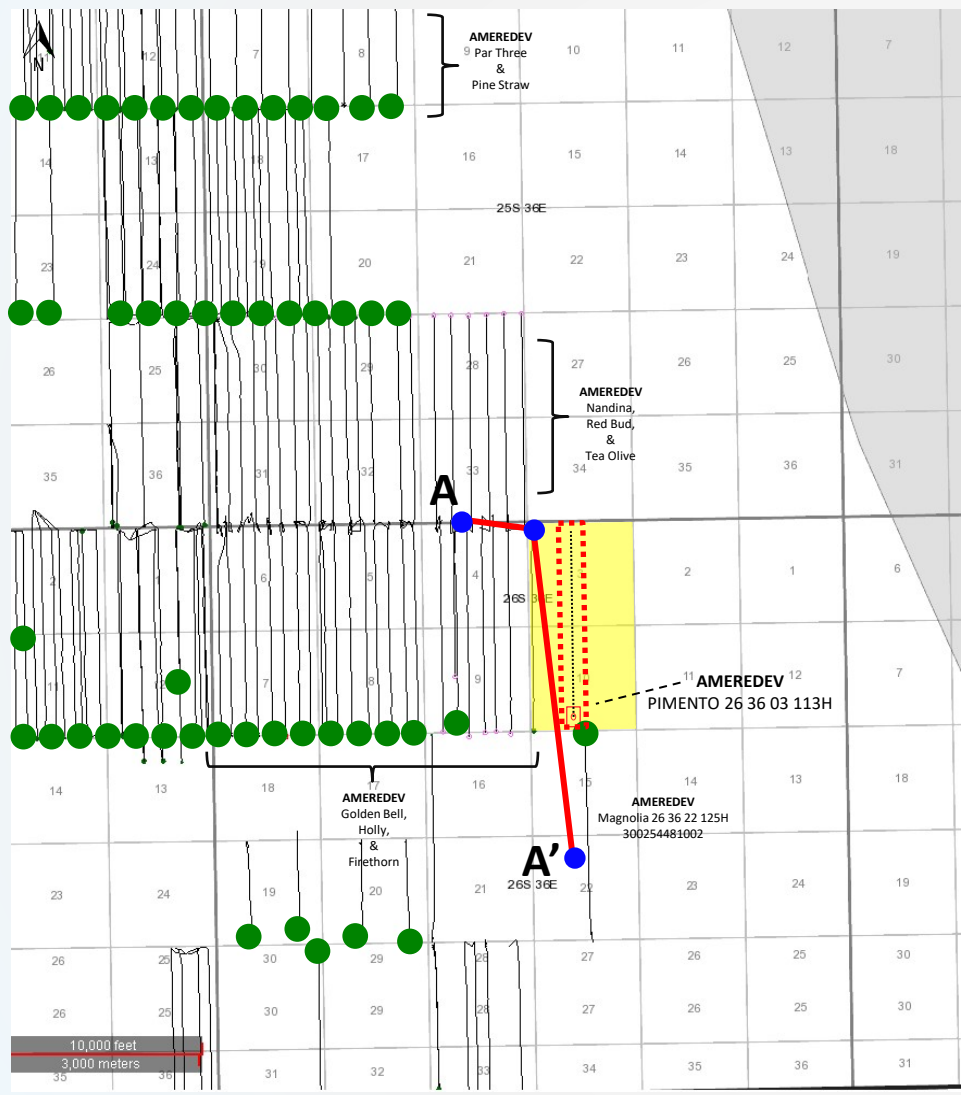 AMEREDEV
Par Three
&
Pine Straw
N
12 7 8 9 10 11 12 7
14 13 18 17 16 15 14 13 18
25S 36E
23 24 19 20 21 22 23 24 19
26 25 30 29 28 27 26 25 30
AMEREDEV
Nandina,
Red Bud,
&
Tea Olive
35 36 31 32 33 34 35 36 31
A
2 1 6 5 4 3 2 1 6
26S
11 12 7 8 9 10 11 12 7
AMEREDEV
PIMENTO 26 36 03 113H
14 13 18 17 16 15 14 13 18
AMEREDEV
Golden Bell,
Holly,
&
Firethorn
AMEREDEV
Magnolia 26 36 22 125H
300254481002
A’
26S 36E
23 24 19 20 21 22 23 24 19
26 25 30 29 28 27 26 25 30
26 25 30 29 28 27 26 25 30
10,000 feet
3,000 meters
35 36 31 32 33 34 35 36 31